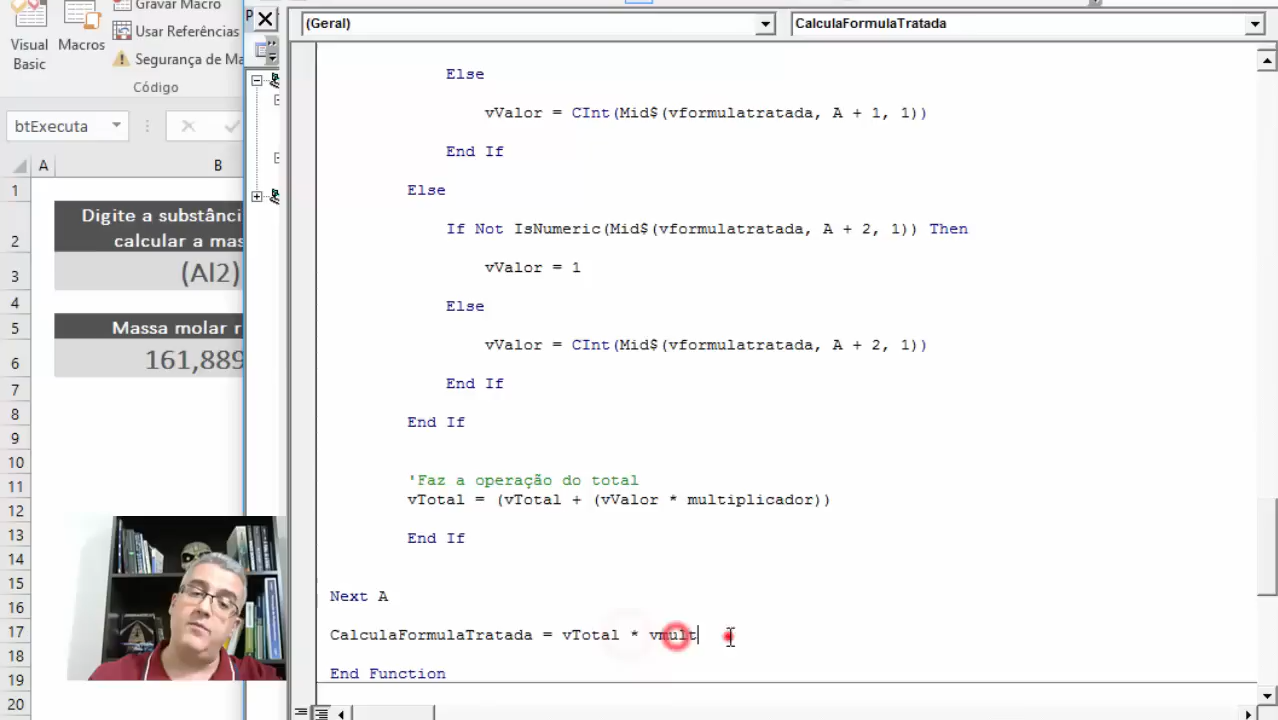 Gravar Macro
Visual Basic
Macros
Usar Referências
Segurança de Ma
Código
btExecuta
A
B
1
Digite a substânci
2
calcular a mas
3
(Al2)
4
5
Massa molar r
6
161,889
7
8
9
10
11
12
13
14
15
16
17
18
19
20
(Geral)
CalculaFormulaTratada
Else
vValor = CInt(Mid$(vformulatratada, A + 1, 1))
End If
Else
If Not IsNumeric(Mid$(vformulatratada, A + 2, 1)) Then
vValor = 1
Else
vValor = CInt(Mid$(vformulatratada, A + 2, 1))
End If
End If
'Faz a operação do total
vTotal = (vTotal + (vValor * multiplicador))
End If
Next A
CalculaFormulaTratada = vTotal * vmult
End Function